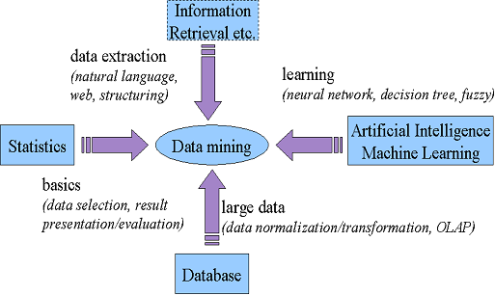 Information
Retrieval etc.
data extraction
(natural language,
web, structuring)
learning
(neural network, decision tree, fuzzy)
Statistics
Data mining
Artificial Intelligence
Machine Learning
basics
(data selection, result
presentation/evaluation)
large data
(data normalization/transformation, OLAP)
Database